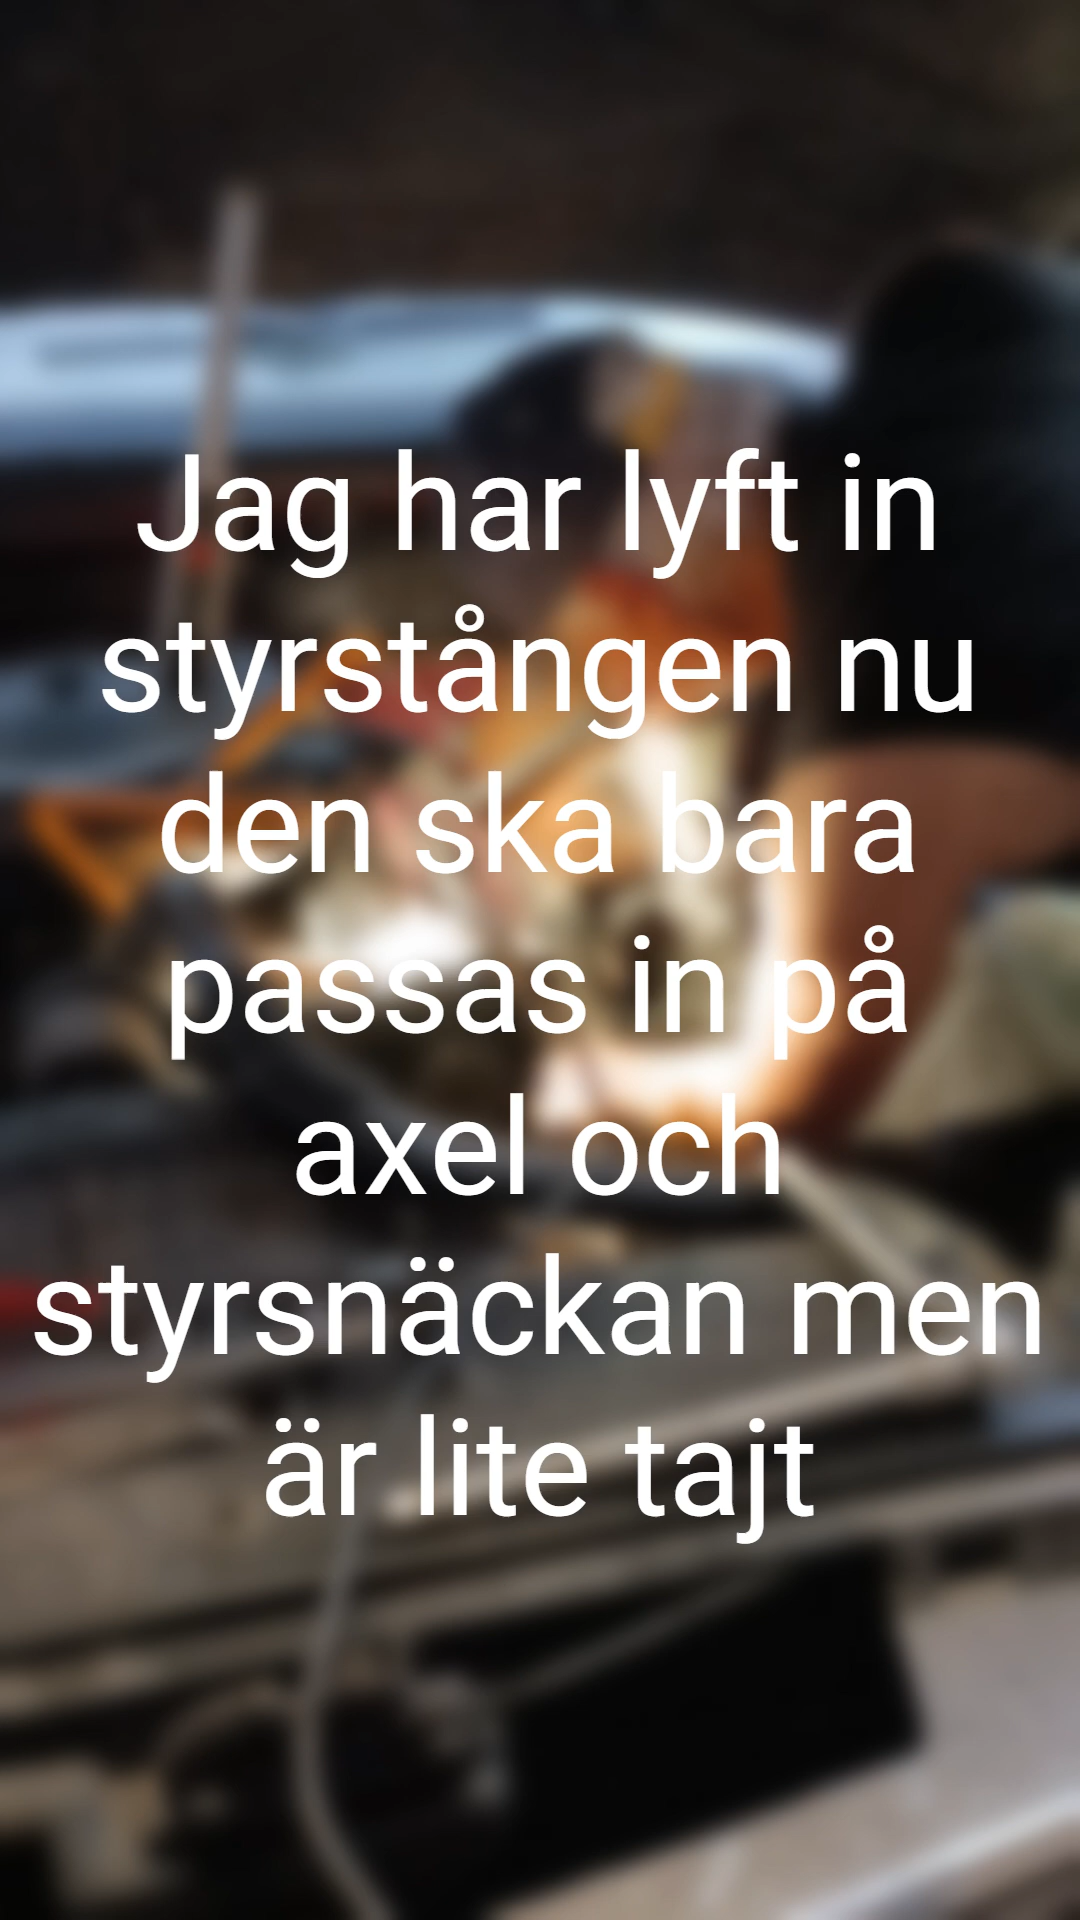 Jag har lyft in
styrstången nu
den ska bara
passas in på
axel och
styrsnäckan men
är lite tajt